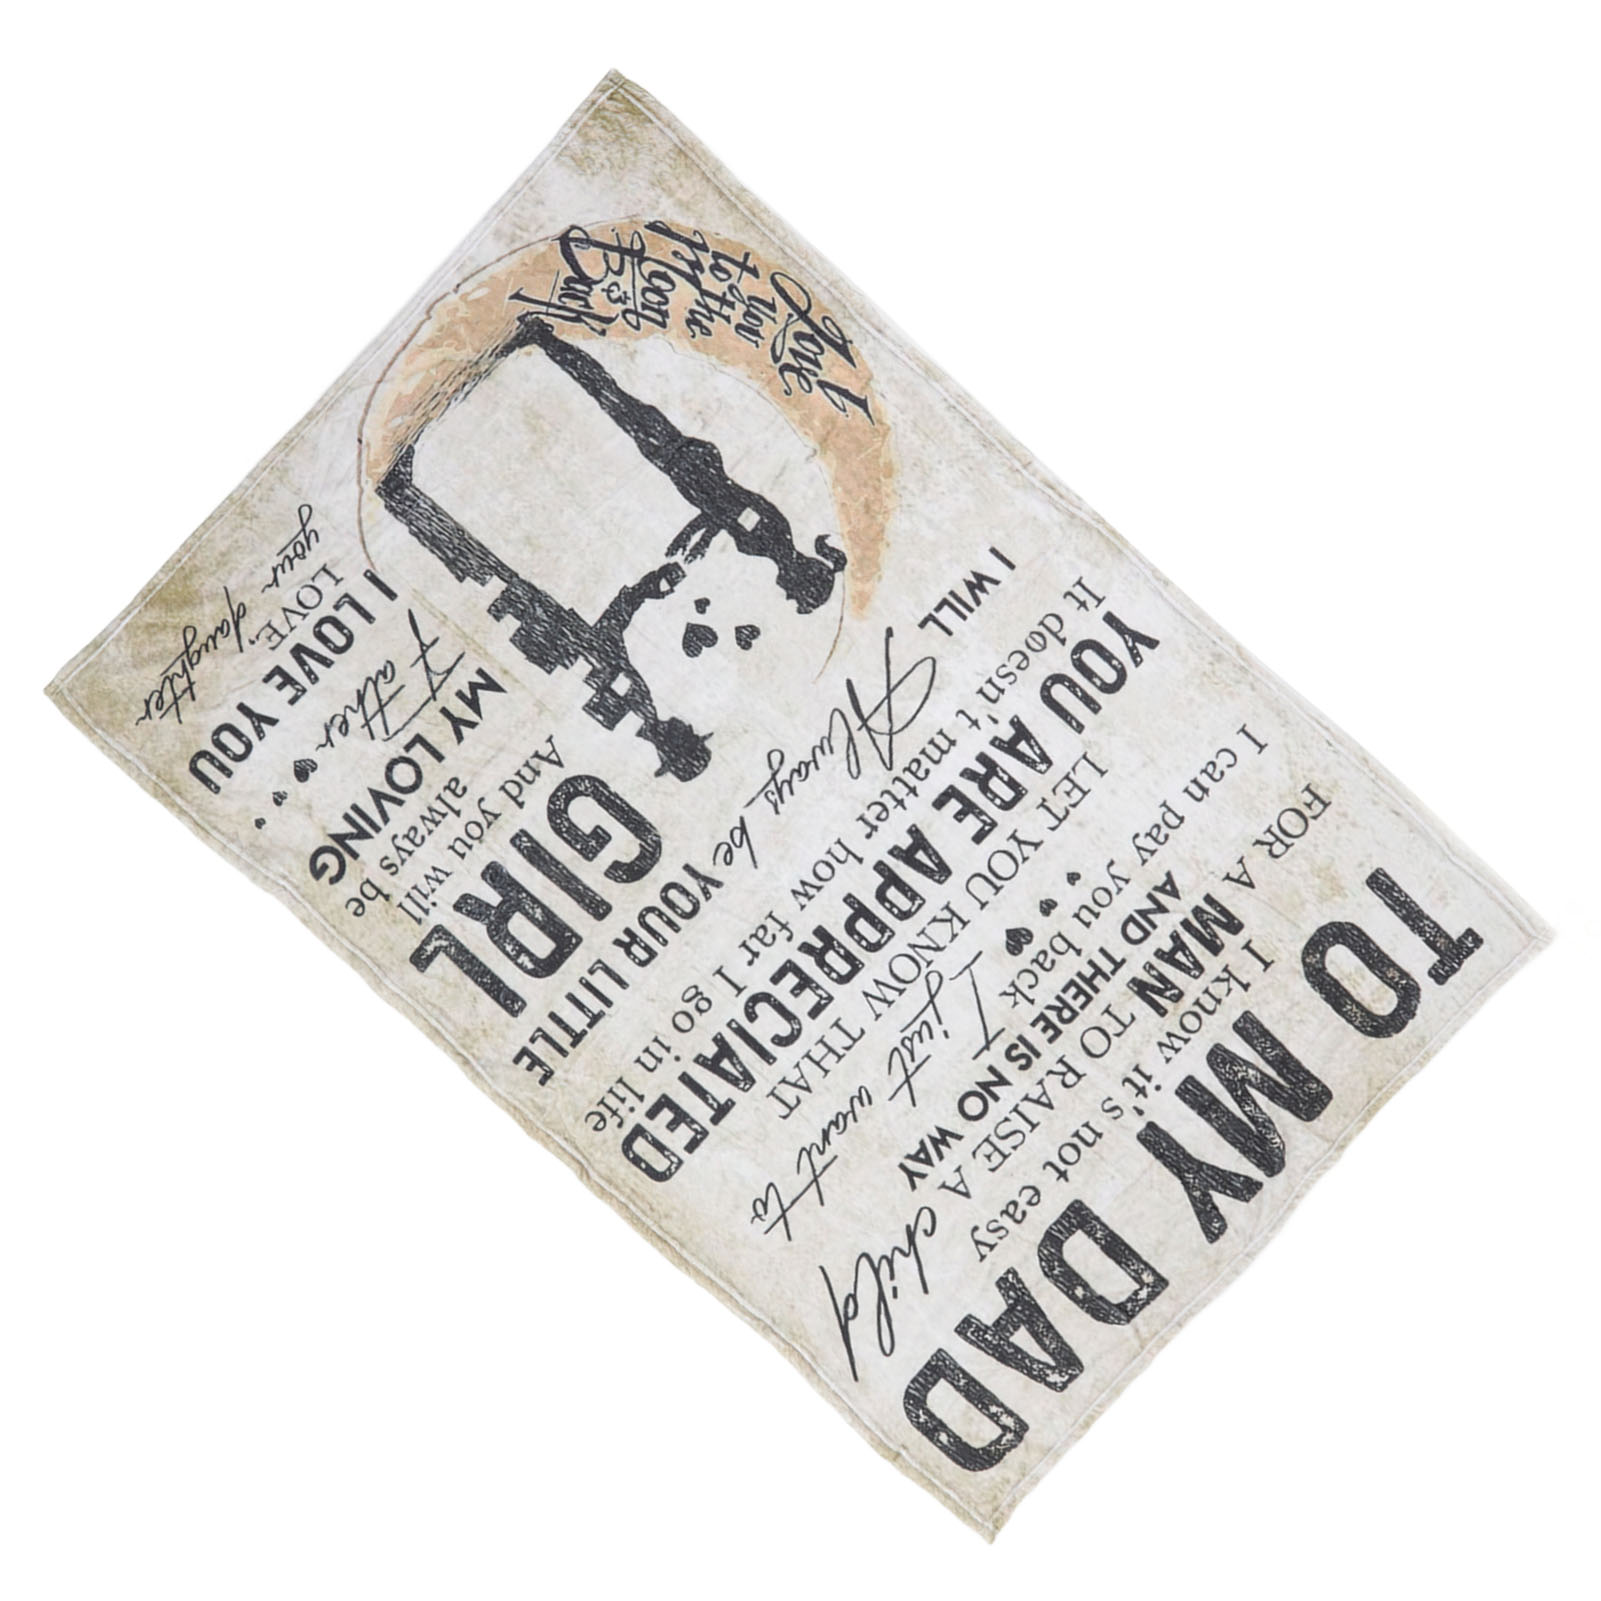 TO MY DAD
I know it's not easy
FOR A MAN TO RAISE A child
AND THERE IS NO WAY
I can pay you back
I just want to
LET YOU KNOW THAT
YOU ARE APPRECIATED
It doesn't matter how far I go in life
I WILL
Always be YOUR LITTLE
GIRL
And you will
always be
MY LOVING
Father
I LOVE YOU
LOVE,
your daughter
I
Love
you
to the
Moon
&
Back